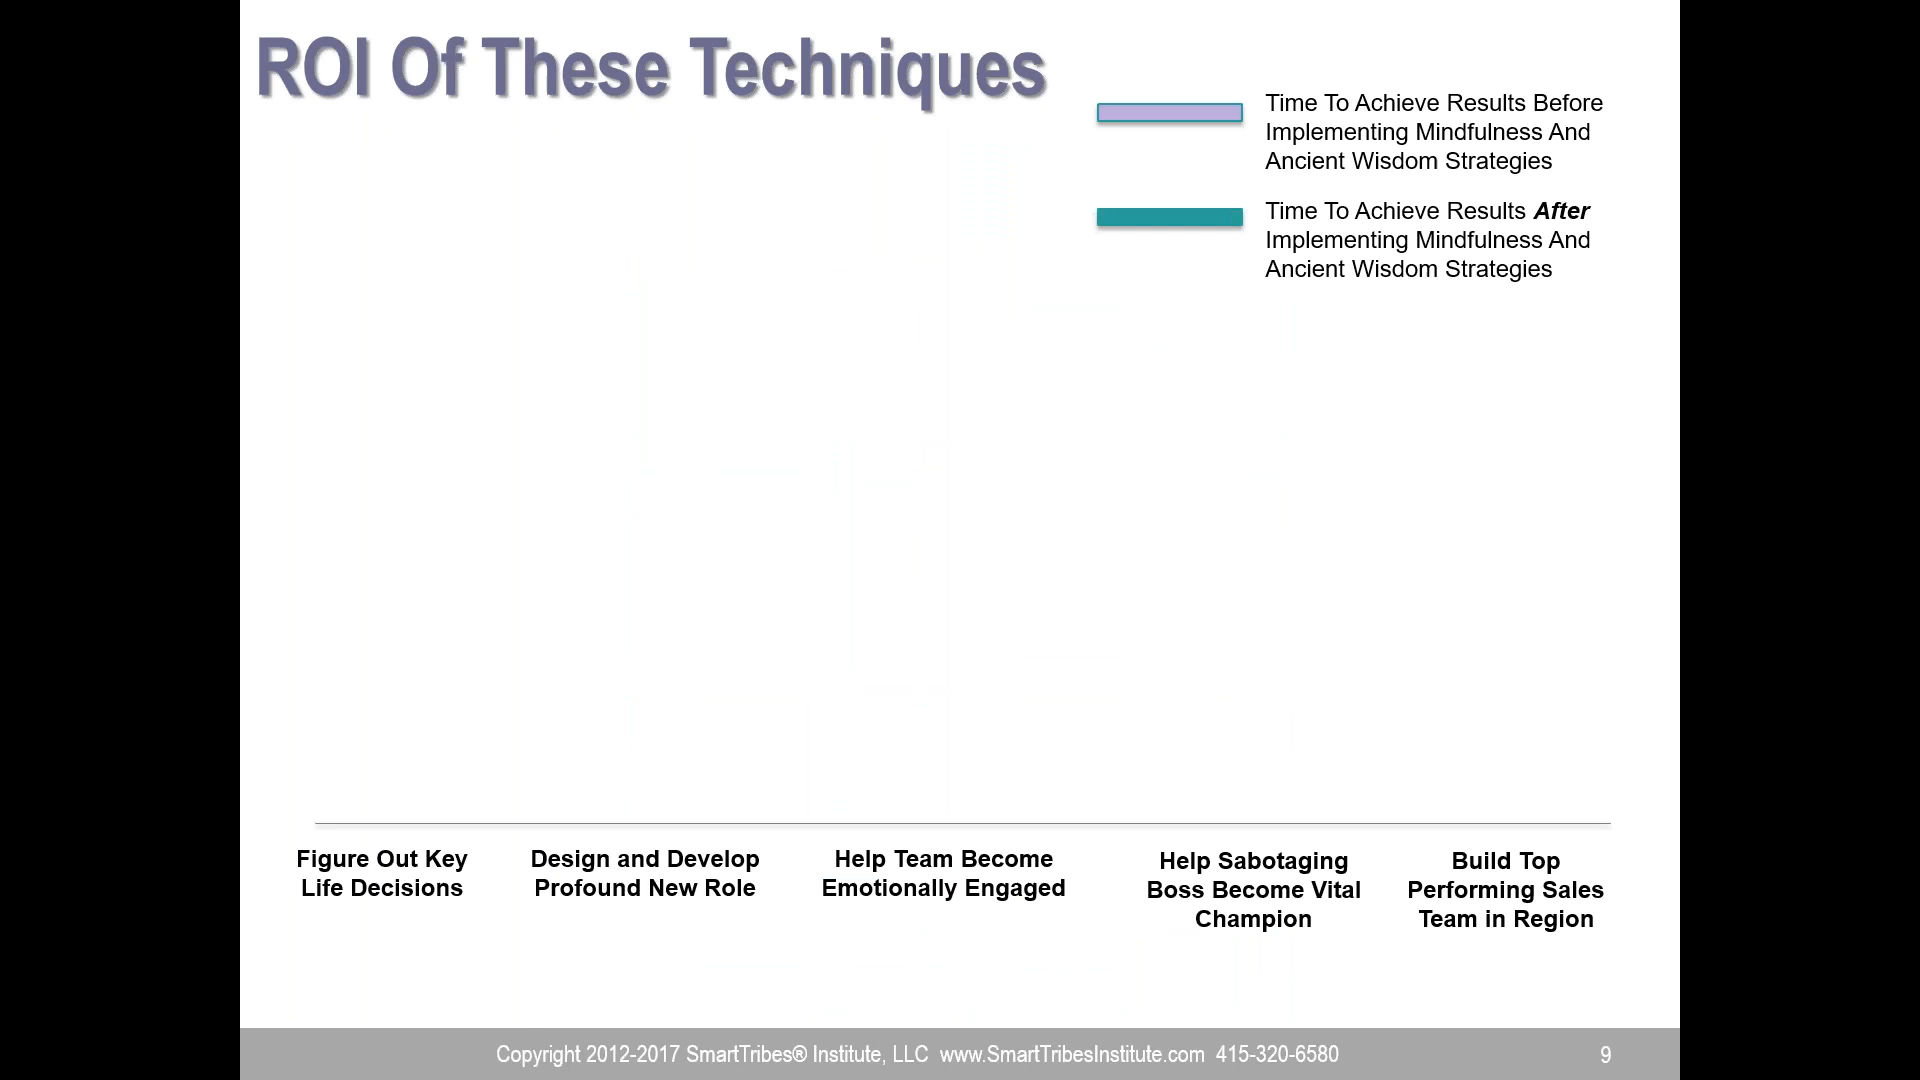 ROI Of These Techniques
Time To Achieve Results Before
Implementing Mindfulness And
Ancient Wisdom Strategies
Time To Achieve Results After
Implementing Mindfulness And
Ancient Wisdom Strategies
Figure Out Key
Life Decisions
Design and Develop
Profound New Role
Help Team Become
Emotionally Engaged
Help Sabotaging
Boss Become Vital
Champion
Build Top
Performing Sales
Team in Region
Copyright 2012-2017 SmartTribes® Institute, LLC www.SmartTribesInstitute.com 415-320-6580
9